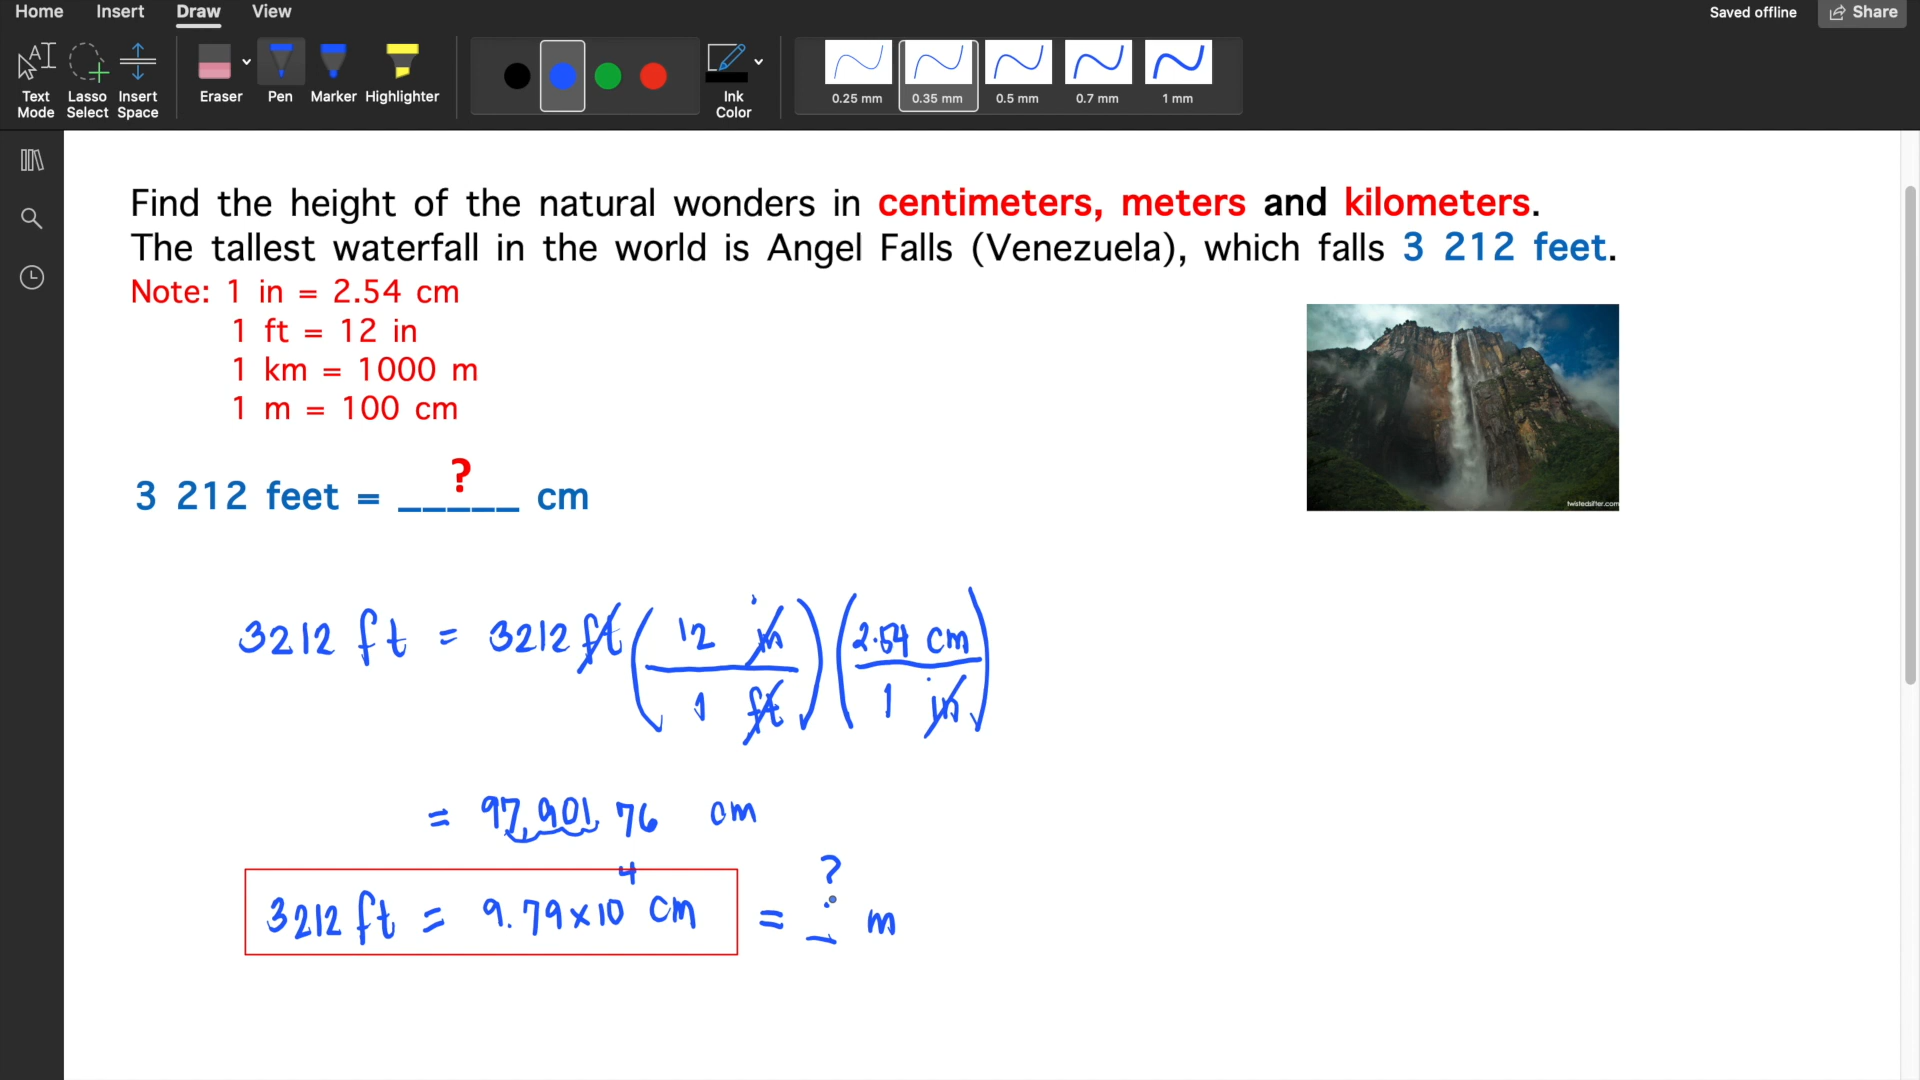 Home Insert Draw View
Saved offline Share
Text Mode
Lasso Select
Insert Space
Eraser
Pen
Marker
Highlighter
Ink Color
0.25 mm
0.35 mm
0.5 mm
0.7 mm
1 mm
Find the height of the natural wonders in centimeters, meters and kilometers.
The tallest waterfall in the world is Angel Falls (Venezuela), which falls 3 212 feet.
Note: 1 in = 2.54 cm
1 ft = 12 in
1 km = 1000 m
1 m = 100 cm
twistedsifter.com
?
3 212 feet = _____ cm
3212 ft = 3212 ft (12 in / 1 ft) (2.54 cm / 1 in)
= 97,901.76 cm
3212 ft = 9.79 x 10⁴ cm = _ m
?